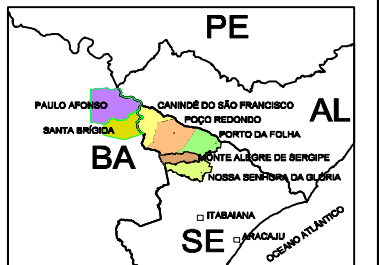 PE
PAULO AFONSO
CANINDÉ DO SÃO FRANCISCO
AL
POÇO REDONDO
SANTA BRÍGIDA
PORTO DA FOLHA
BA
MONTE ALEGRE DE SERGIPE
NOSSA SENHORA DA GLÓRIA
ITABAIANA
SE
ARACAJU
OCEANO ATLÂNTICO